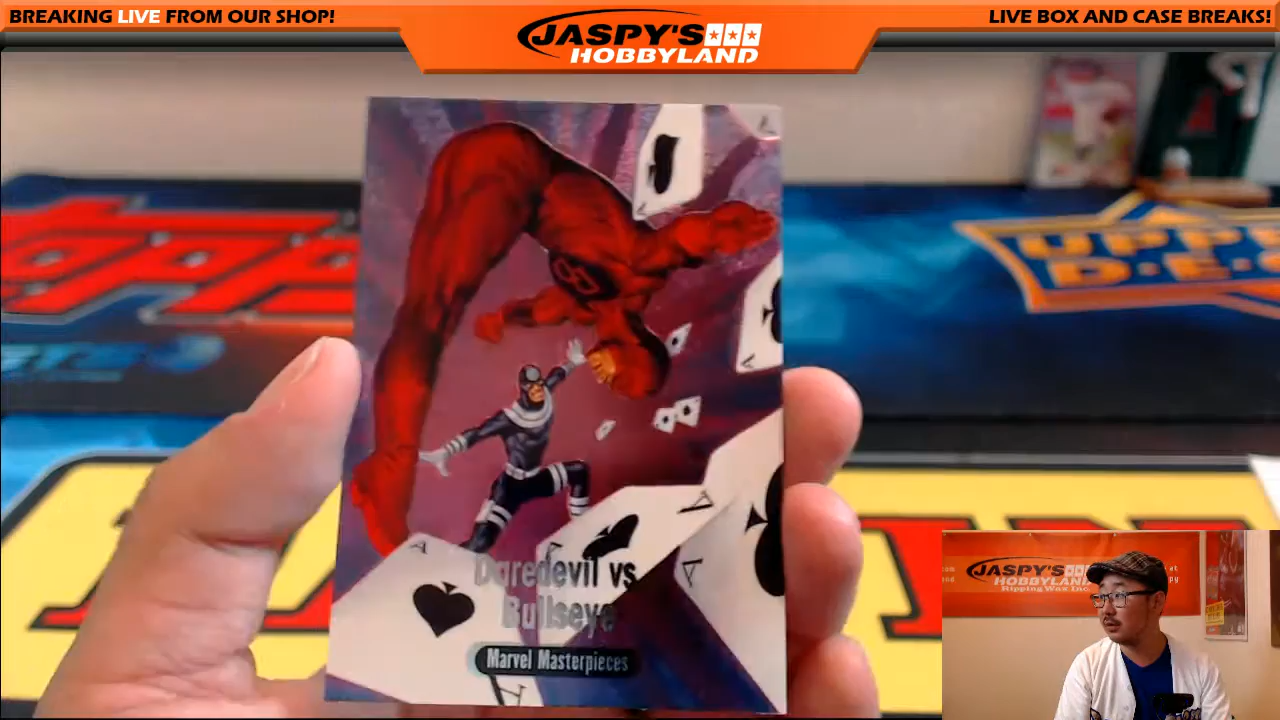 BREAKING LIVE FROM OUR SHOP!
JASPY'S
HOBBYLAND
LIVE BOX AND CASE BREAKS!
DD
A
A
A
A
A
Daredevil vs
Bullseye
Marvel Masterpieces
JASPY'S
HOBBYLAND
Ripping Wax Inc.